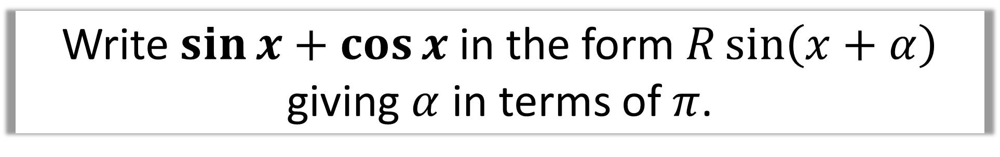 Write sin x + cos x in the form R sin(x + α)
giving α in terms of π.